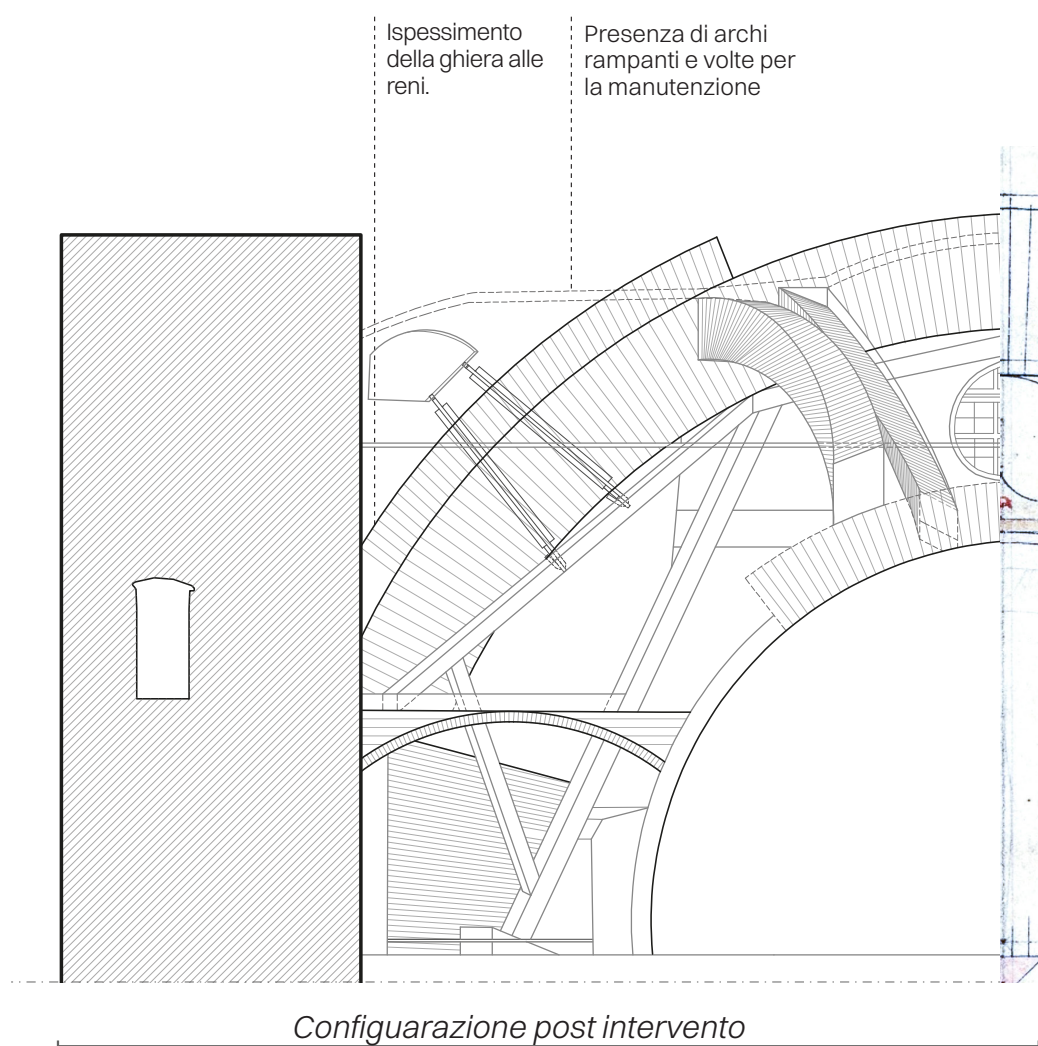 Ispessimento
della ghiera alle
reni.
Presenza di archi
rampanti e volte per
la manutenzione
Configuarazione post intervento